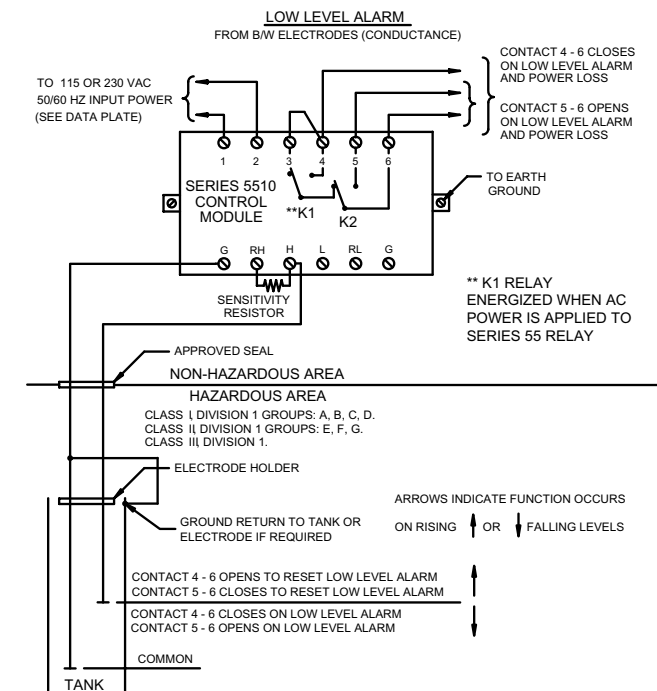 LOW LEVEL ALARM
FROM B/W ELECTRODES (CONDUCTANCE)
TO 115 OR 230 VAC
50/60 HZ INPUT POWER
(SEE DATA PLATE)
CONTACT 4 - 6 CLOSES
ON LOW LEVEL ALARM
AND POWER LOSS
CONTACT 5 - 6 OPENS
ON LOW LEVEL ALARM
AND POWER LOSS
1 2 3 4 5 6
SERIES 5510
CONTROL
MODULE
**K1
K2
TO EARTH
GROUND
G RH H L RL G
SENSITIVITY
RESISTOR
** K1 RELAY
ENERGIZED WHEN AC
POWER IS APPLIED TO
SERIES 55 RELAY
APPROVED SEAL
NON-HAZARDOUS AREA
HAZARDOUS AREA
CLASS I, DIVISION 1 GROUPS: A, B, C, D.
CLASS II, DIVISION 1 GROUPS: E, F, G.
CLASS III, DIVISION 1.
ELECTRODE HOLDER
GROUND RETURN TO TANK OR
ELECTRODE IF REQUIRED
ARROWS INDICATE FUNCTION OCCURS
ON RISING OR FALLING LEVELS
CONTACT 4 - 6 OPENS TO RESET LOW LEVEL ALARM
CONTACT 5 - 6 CLOSES TO RESET LOW LEVEL ALARM
CONTACT 4 - 6 CLOSES ON LOW LEVEL ALARM
CONTACT 5 - 6 OPENS ON LOW LEVEL ALARM
COMMON
TANK